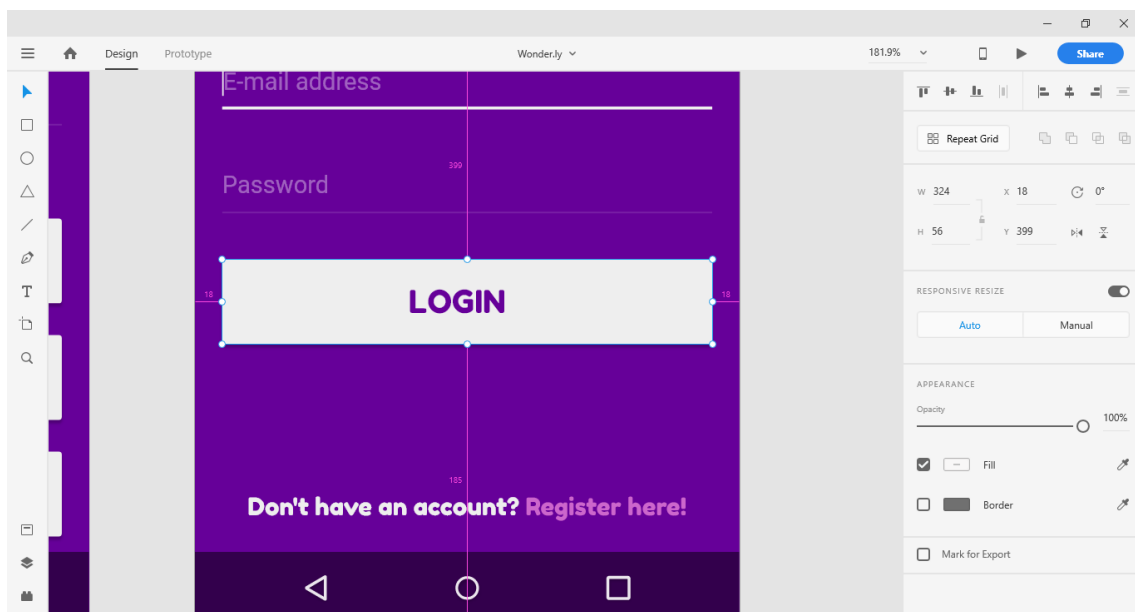 Design Prototype Wonder.ly 181.9% Share
E-mail address
Repeat Grid
399
Password
W 324 X 18 0°
H 56 Y 399
18 LOGIN 18
RESPONSIVE RESIZE
Auto Manual
APPEARANCE
Opacity
100%
Fill
185
Don't have an account? Register here!
Border
Mark for Export
T